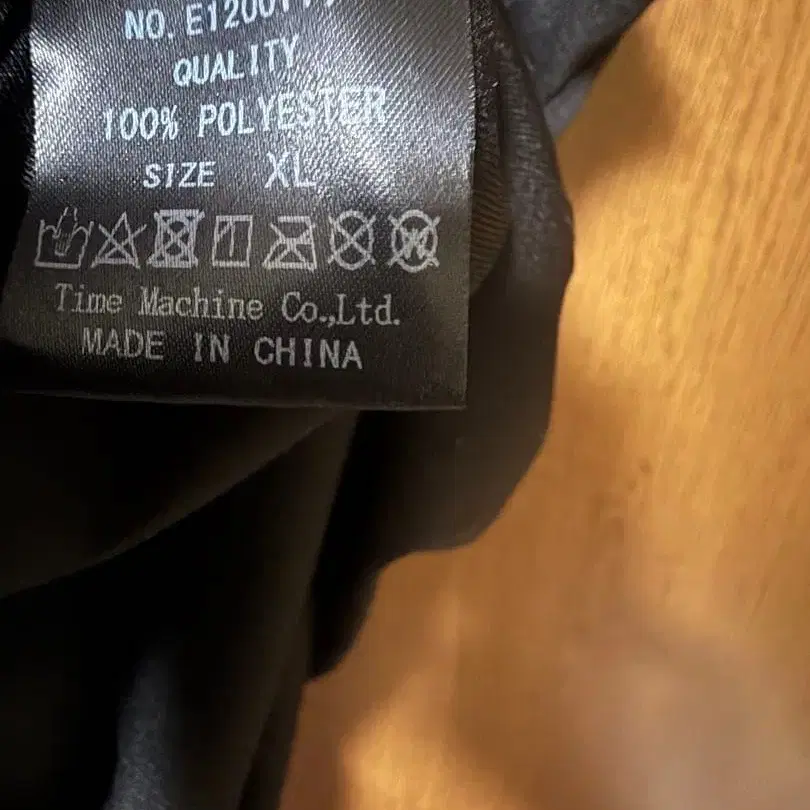 QUALITY
100% POLYESTER
SIZE XL
Time Machine Co.,Ltd.
MADE IN CHINA